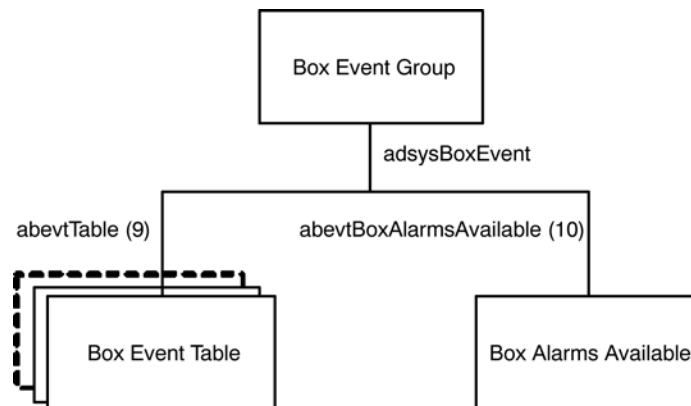 Box Event Group
adsysBoxEvent
abevtTable (9)
abevtBoxAlarmsAvailable (10)
Box Event Table
Box Alarms Available